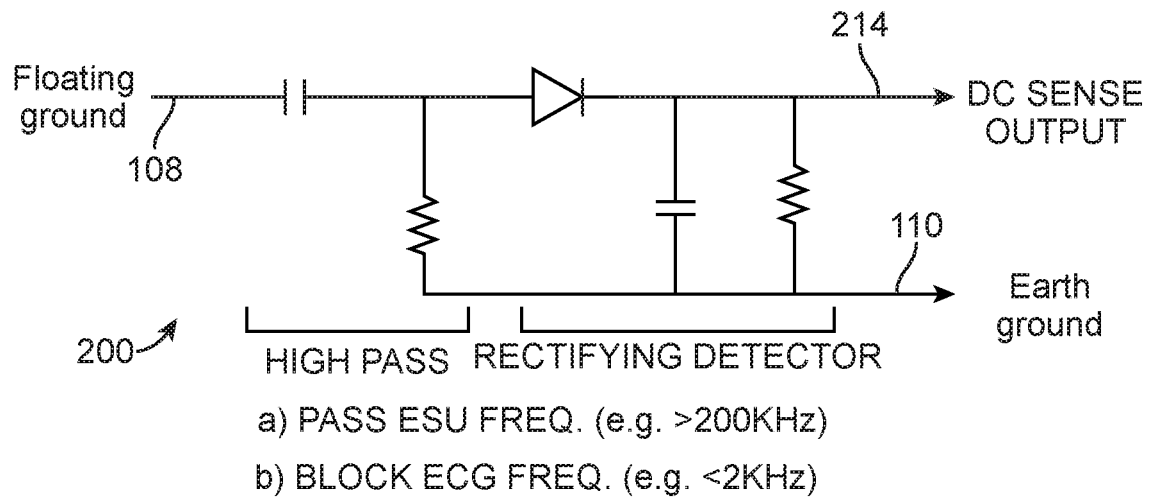 214
Floating
ground
DC SENSE
OUTPUT
108
110
Earth
ground
200
HIGH PASS
RECTIFYING DETECTOR
a) PASS ESU FREQ. (e.g. >200KHz)
b) BLOCK ECG FREQ. (e.g. <2KHz)